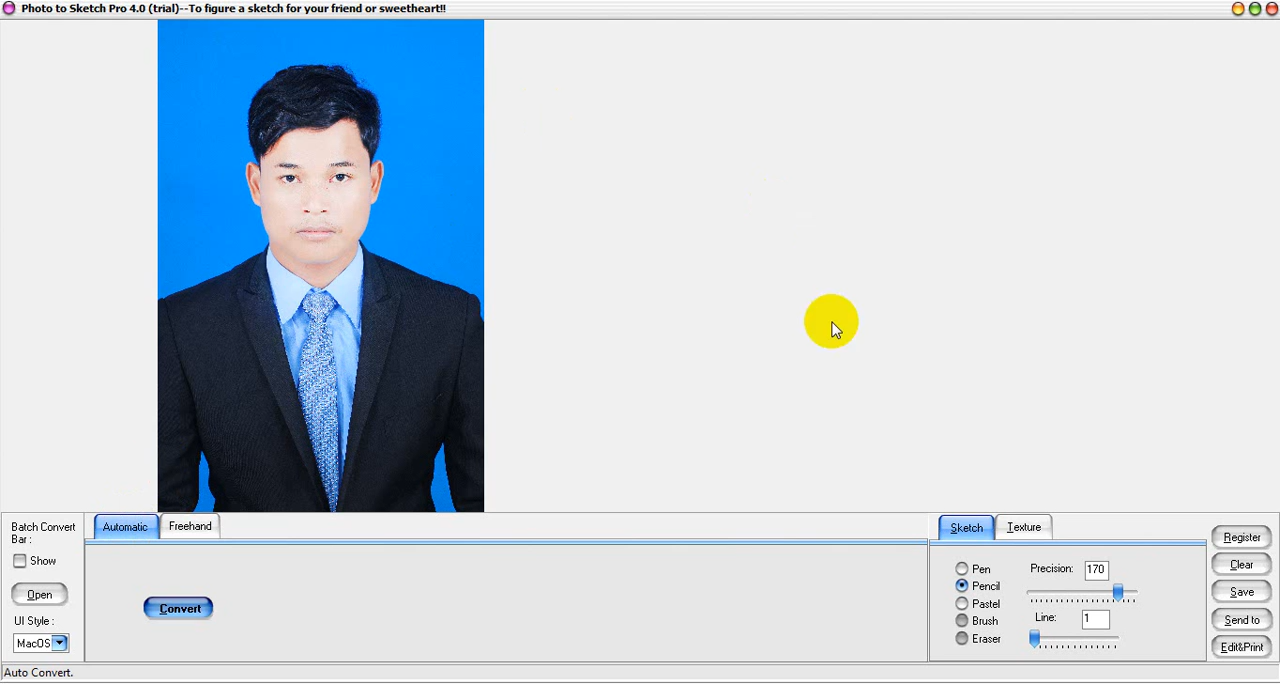 Photo to Sketch Pro 4.0 (trial)--To figure a sketch for your friend or sweetheart!!
Batch Convert
Bar :
Show
Open
UI Style :
MacOS
Automatic
Freehand
Convert
Sketch
Texture
Pen
Pencil
Pastel
Brush
Eraser
Precision:
170
Line:
1
Register
Clear
Save
Send to
Edit&Print
Auto Convert.